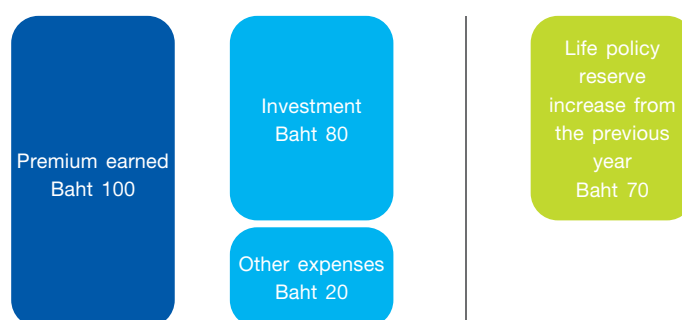 Premium earned
Baht 100
Investment
Baht 80
Other expenses
Baht 20
Life policy
reserve
increase from
the previous
year
Baht 70